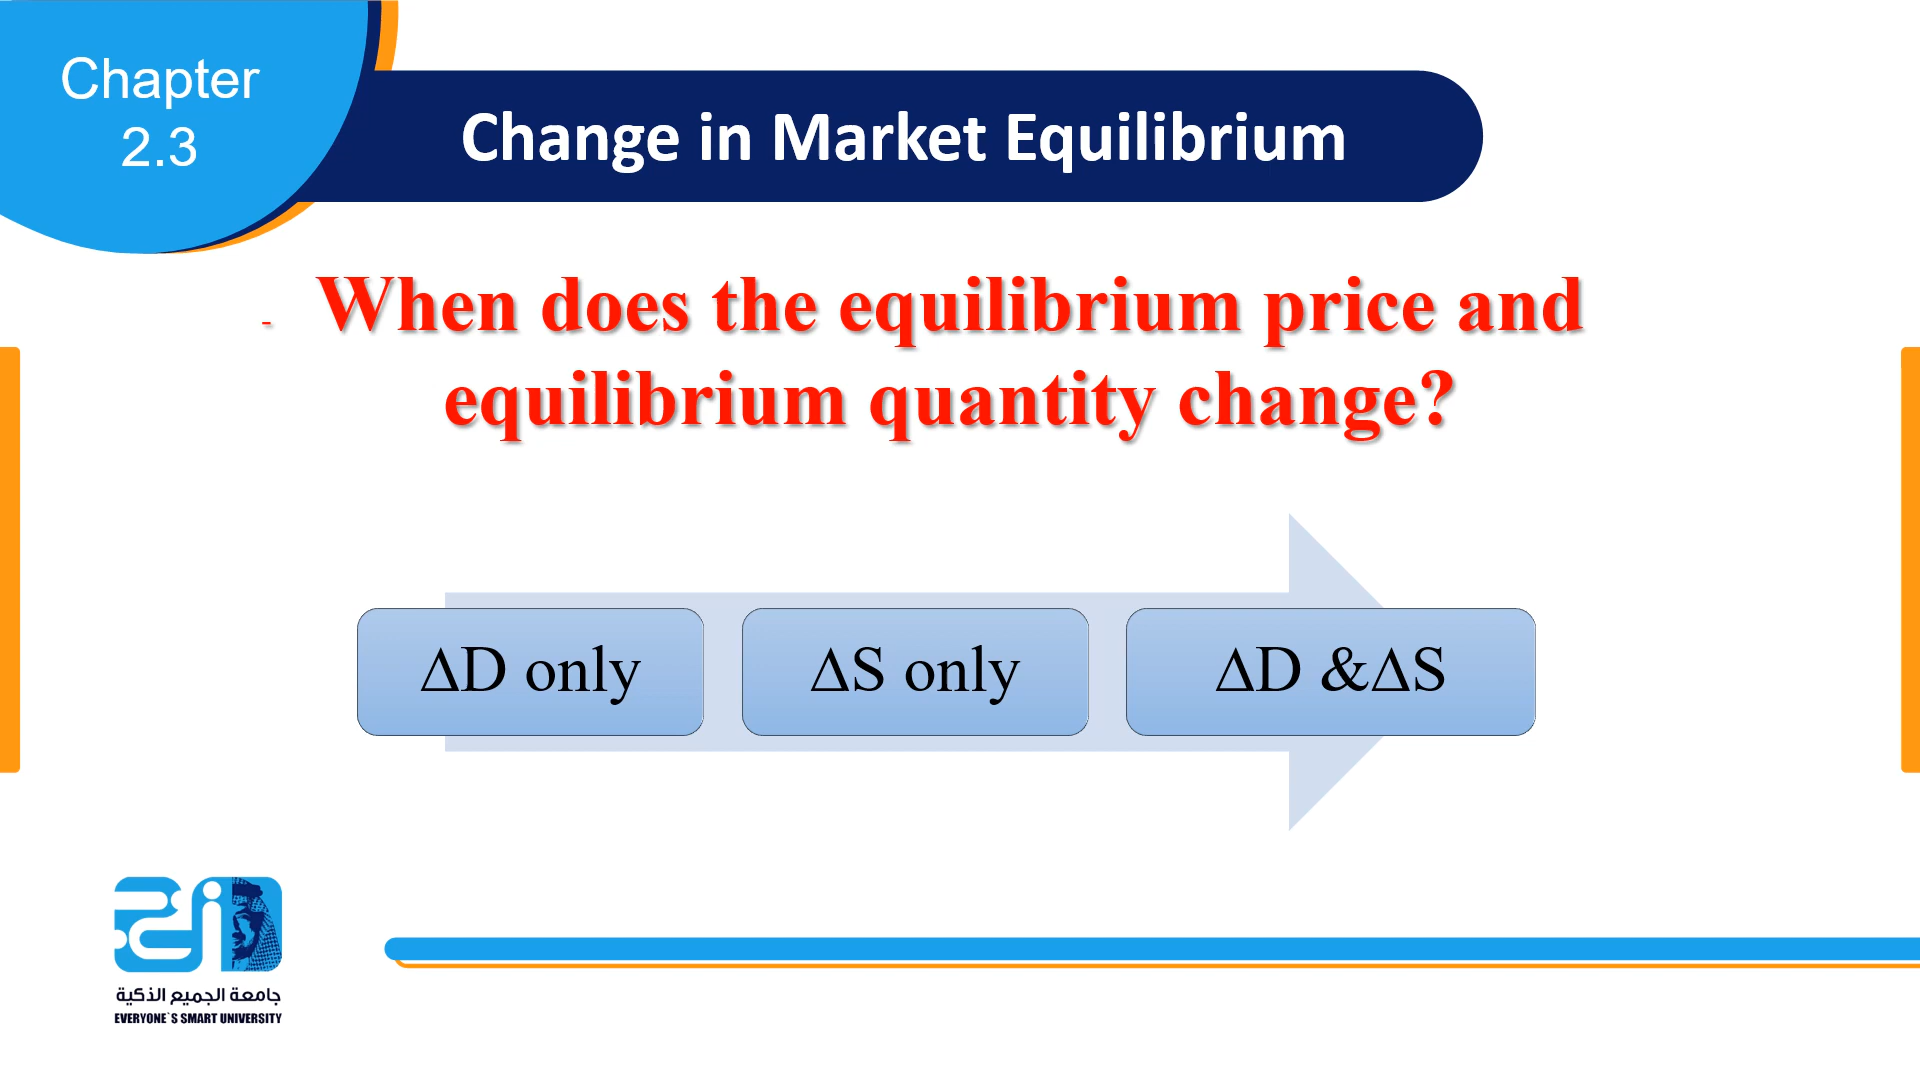 Chapter
2.3
Change in Market Equilibrium
- When does the equilibrium price and
equilibrium quantity change?
ΔD only
ΔS only
ΔD &ΔS
جامعة الجميع الذكية
EVERYONE`S SMART UNIVERSITY